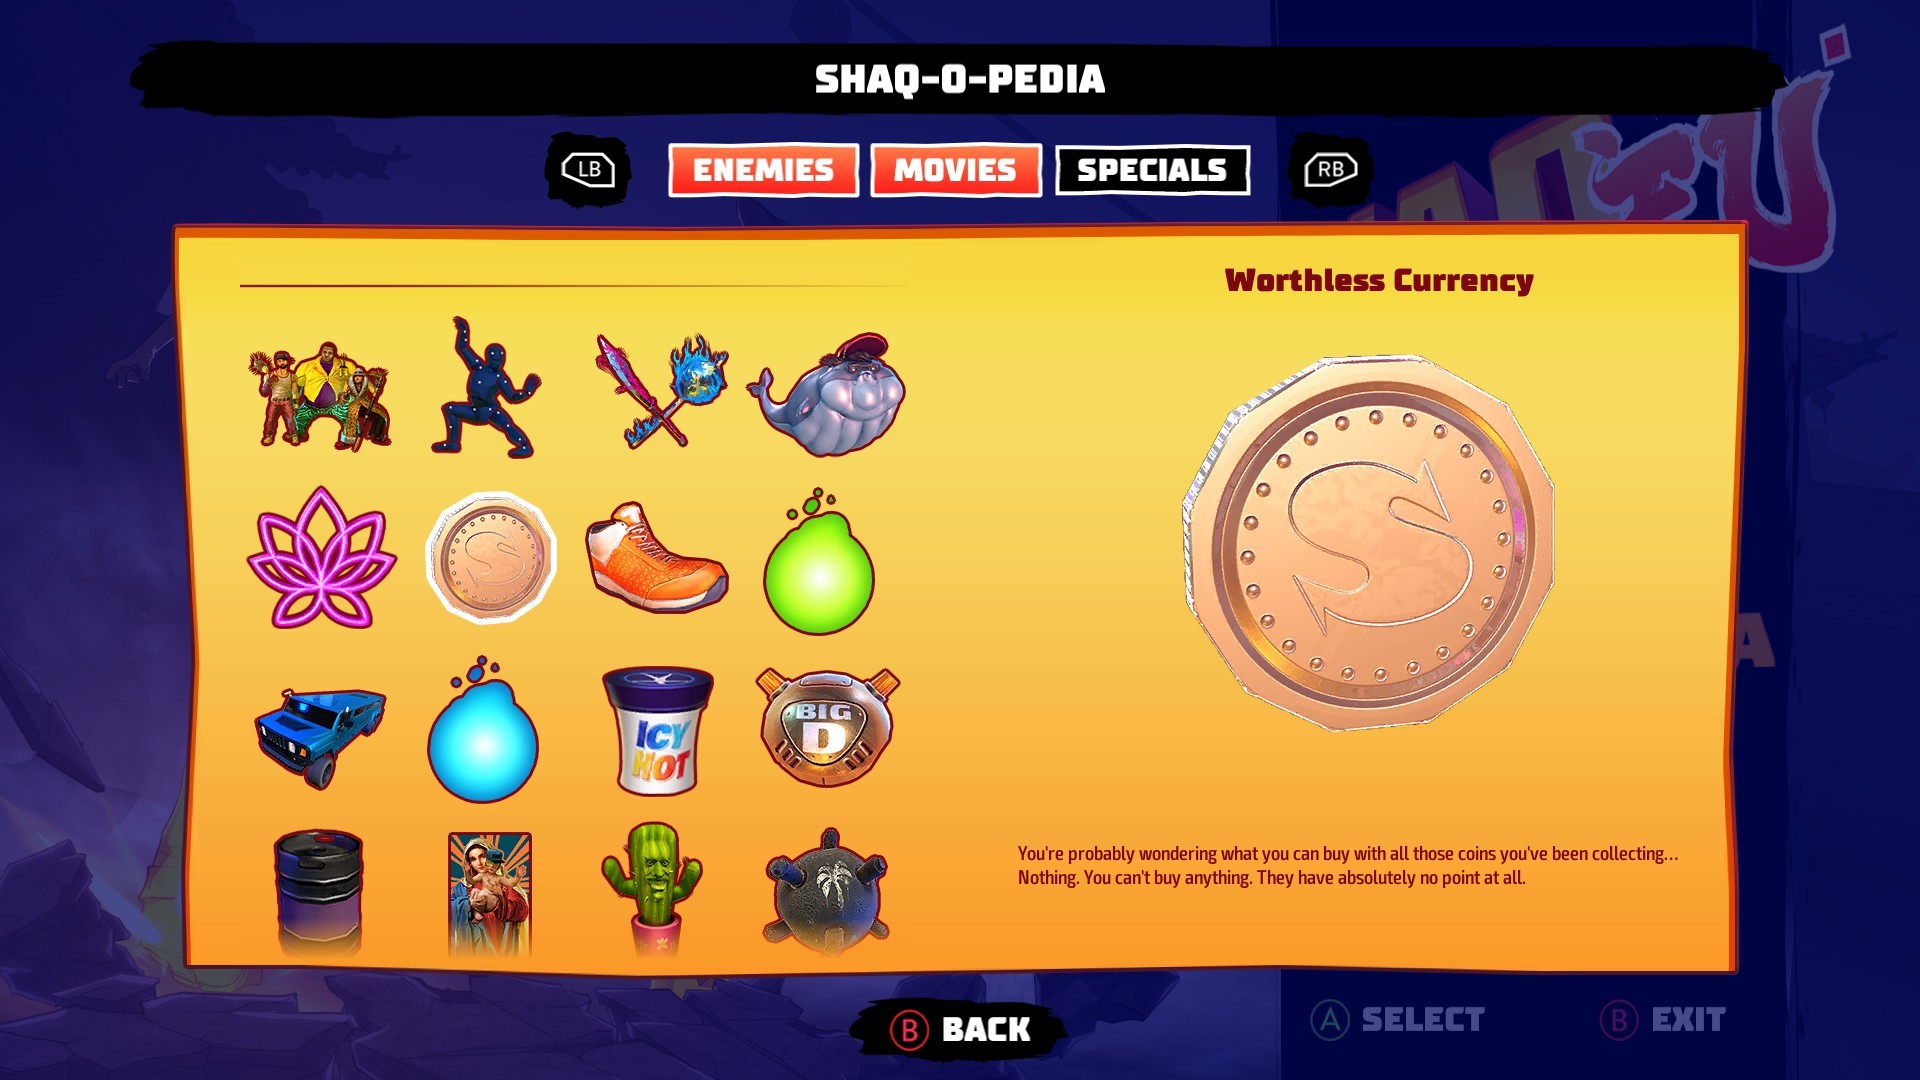 SHAQ-O-PEDIA
LB
ENEMIES
MOVIES
SPECIALS
RB
Worthless Currency
S
S
ICY
HOT
BIG
D
You're probably wondering what you can buy with all those coins you've been collecting...
Nothing. You can't buy anything. They have absolutely no point at all.
B BACK
A SELECT
B EXIT